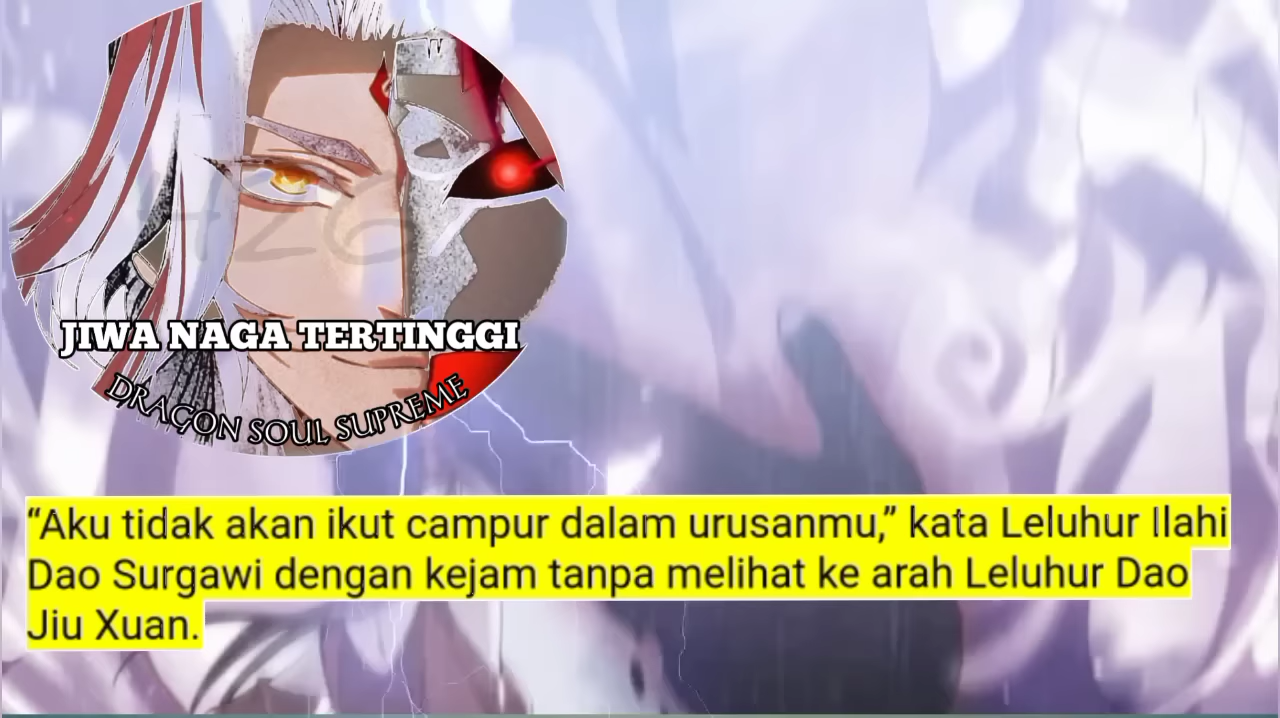 JIWA NAGA TERTINGGI
DRAGON SOUL SUPREME
“Aku tidak akan ikut campur dalam urusanmu,” kata Leluhur Ilahi
Dao Surgawi dengan kejam tanpa melihat ke arah Leluhur Dao
Jiu Xuan.